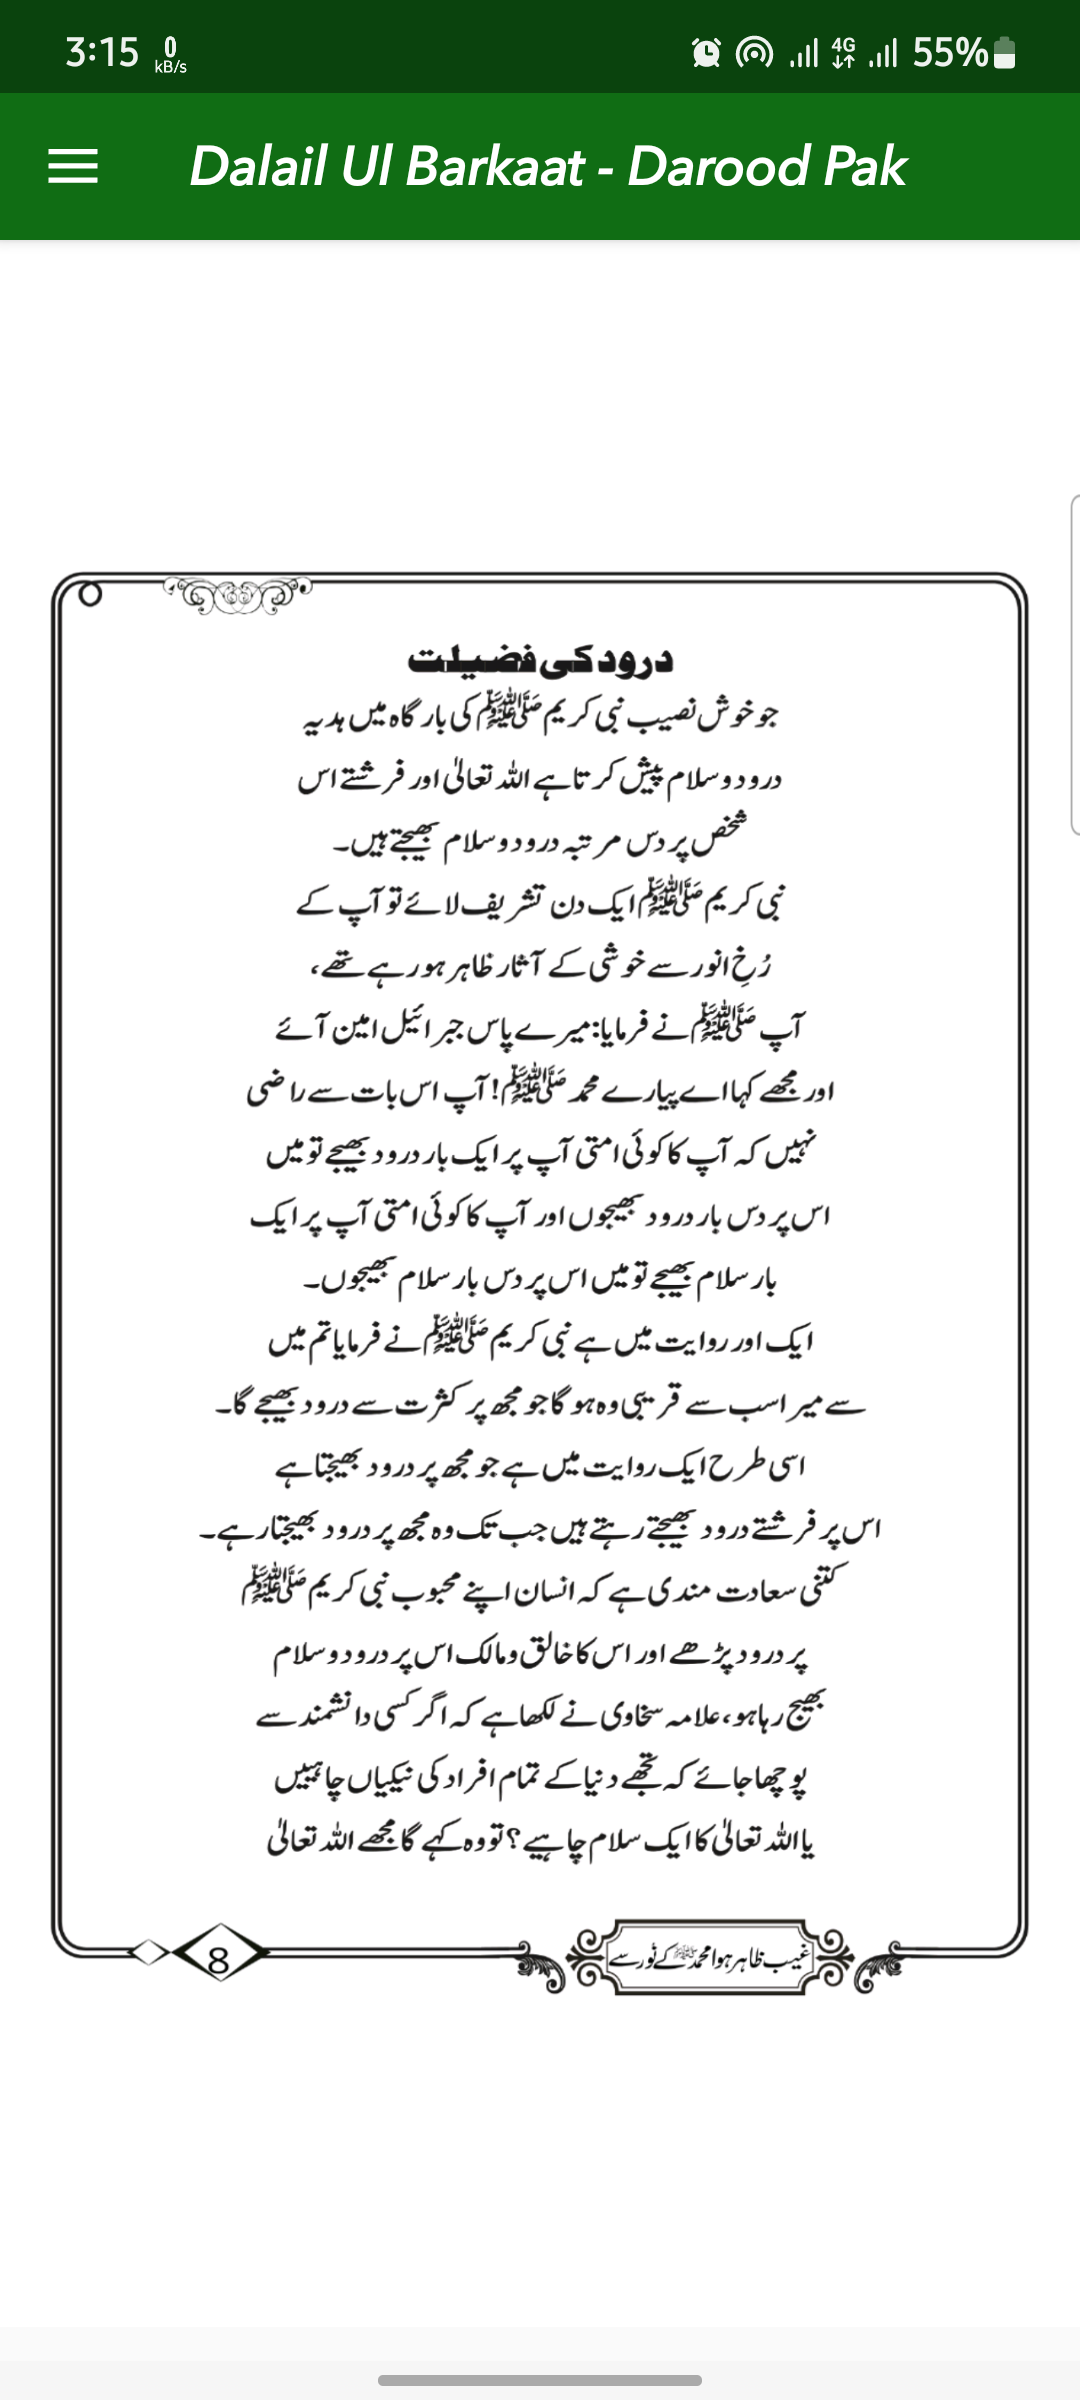 3:15 0 kB/s 4G 55%
Dalail Ul Barkaat - Darood Pak
درود کی فضیلت
جو خوش نصیب نبی کریم ﷺ کی بارگاہ میں ہدیہ
درود وسلام پیش کرتا ہے اللہ تعالیٰ اور فرشتے اس
شخص پر دس مرتبہ درود وسلام بھیجتے ہیں۔
نبی کریم ﷺ ایک دن تشریف لائے تو آپ کے
رُخِ انور سے خوشی کے آثار ظاہر ہو رہے تھے،
آپ ﷺ نے فرمایا: میرے پاس جبرائیل امین آئے
اور مجھے کہا اے پیارے محمد ﷺ! آپ اس بات سے راضی
نہیں کہ آپ کا کوئی امتی آپ پر ایک بار درود بھیجے تو میں
اس پر دس بار درود بھیجوں اور آپ کا کوئی امتی آپ پر ایک
بار سلام بھیجے تو میں اس پر دس بار سلام بھیجوں۔
ایک اور روایت میں ہے نبی کریم ﷺ نے فرمایا تم میں
سے میرا سب سے قریبی وہ ہو گا جو مجھ پر کثرت سے درود بھیجے گا۔
اسی طرح ایک روایت میں ہے جو مجھ پر درود بھیجتا ہے
اس پر فرشتے درود بھیجتے رہتے ہیں جب تک وہ مجھ پر درود بھیجتا رہے۔
کتنی سعادت مندی ہے کہ انسان اپنے محبوب نبی کریم ﷺ
پر درود پڑھے اور اس کا خالق و مالک اس پر درود وسلام
بھیج رہا ہو، علامہ سخاوی نے لکھا ہے کہ اگر کسی دانشمند سے
پوچھا جائے کہ تجھے دنیا کے تمام افراد کی نیکیاں چاہییں
یا اللہ تعالیٰ کا ایک سلام چاہیے؟ تو وہ کہے گا مجھے اللہ تعالیٰ
غیب ظاہر ہوا محمد ﷺ کے نُور سے
8